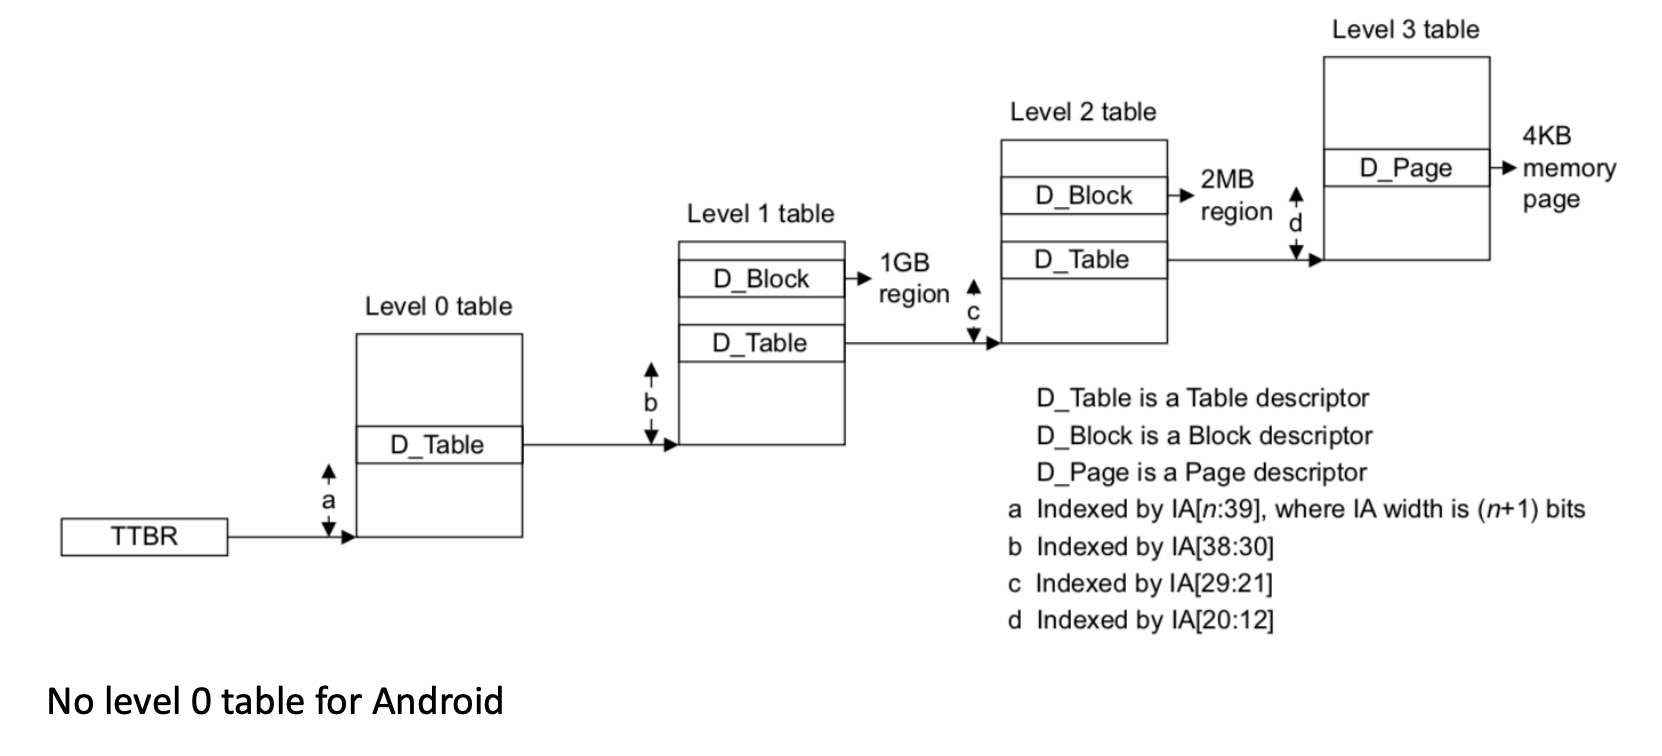 Level 3 table
4KB
memory
page
D_Page
Level 2 table
D_Block
2MB
region
d
D_Table
Level 1 table
D_Block
1GB
region
c
D_Table
Level 0 table
b
D_Table
a
TTBR
D_Table is a Table descriptor
D_Block is a Block descriptor
D_Page is a Page descriptor
a Indexed by IA[n:39], where IA width is (n+1) bits
b Indexed by IA[38:30]
c Indexed by IA[29:21]
d Indexed by IA[20:12]
No level 0 table for Android